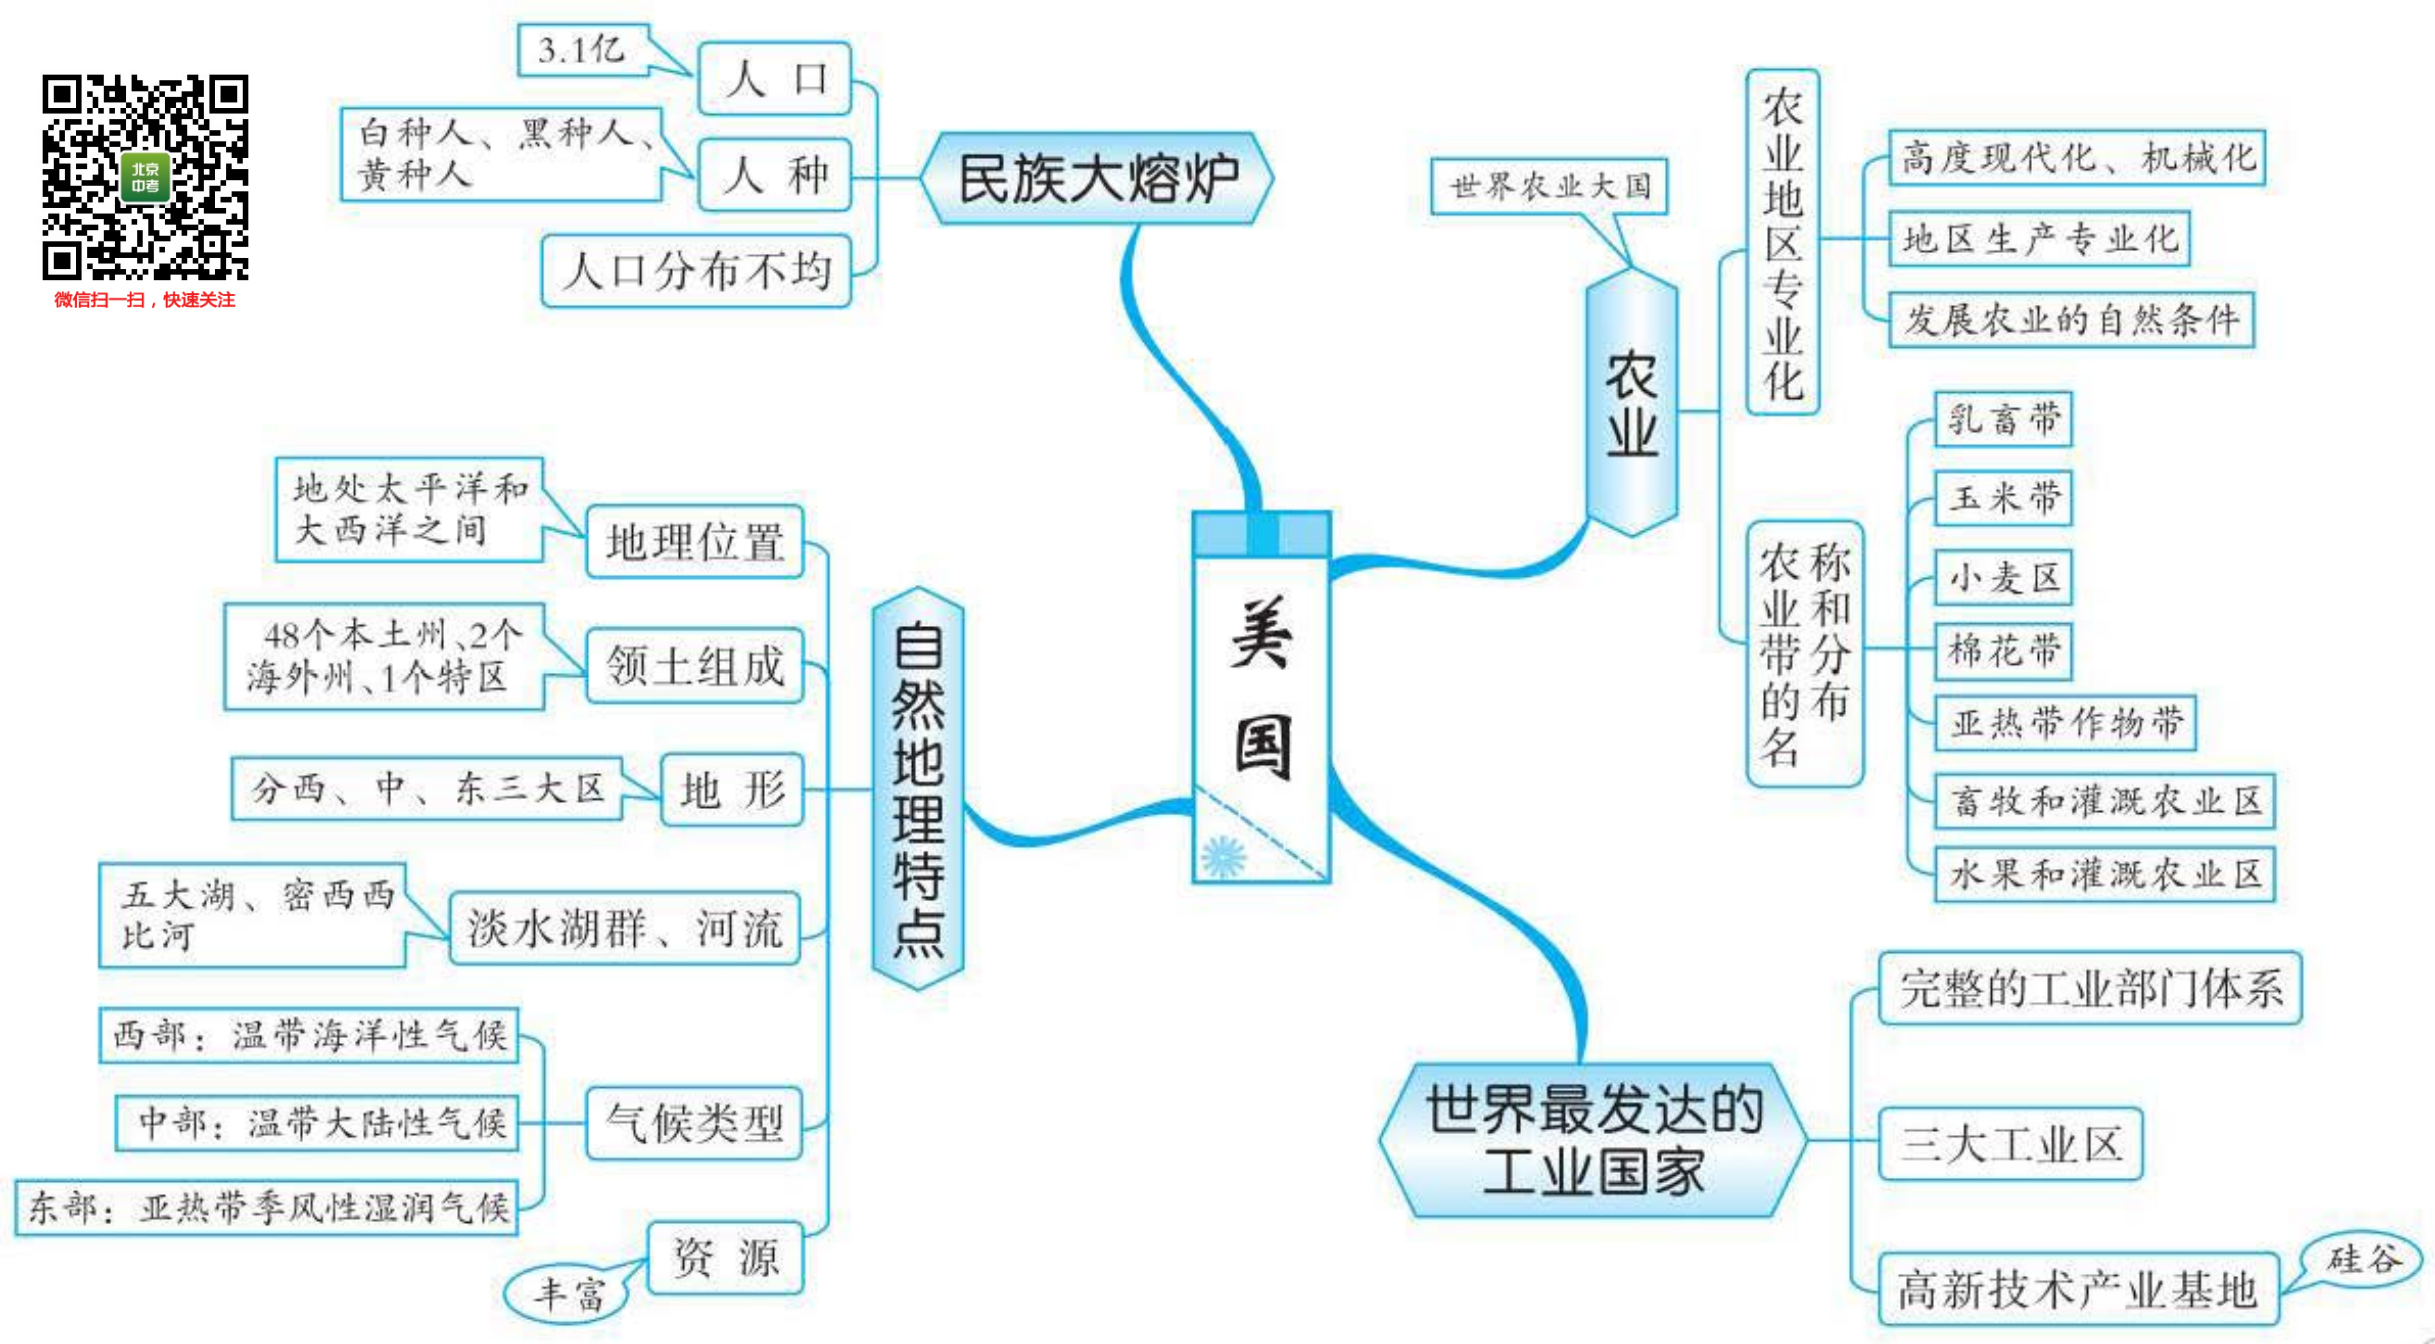 北京
中考
微信扫一扫，快速关注
3.1亿
人 口
白种人、黑种人、
黄种人
人 种
人口分布不均
民族大熔炉
地处太平洋和
大西洋之间
地理位置
48个本土州、2个
海外州、1个特区
领土组成
分西、中、东三大区
地 形
五大湖、密西西
比河
淡水湖群、河流
西部：温带海洋性气候
中部：温带大陆性气候
东部：亚热带季风性湿润气候
气候类型
丰富
资 源
自然地理特点
美国
世界农业大国
农业
农业地区专业化
高度现代化、机械化
地区生产专业化
发展农业的自然条件
农业带的名
称和分布
乳畜带
玉米带
小麦区
棉花带
亚热带作物带
畜牧和灌溉农业区
水果和灌溉农业区
世界最发达的
工业国家
完整的工业部门体系
三大工业区
高新技术产业基地
硅谷